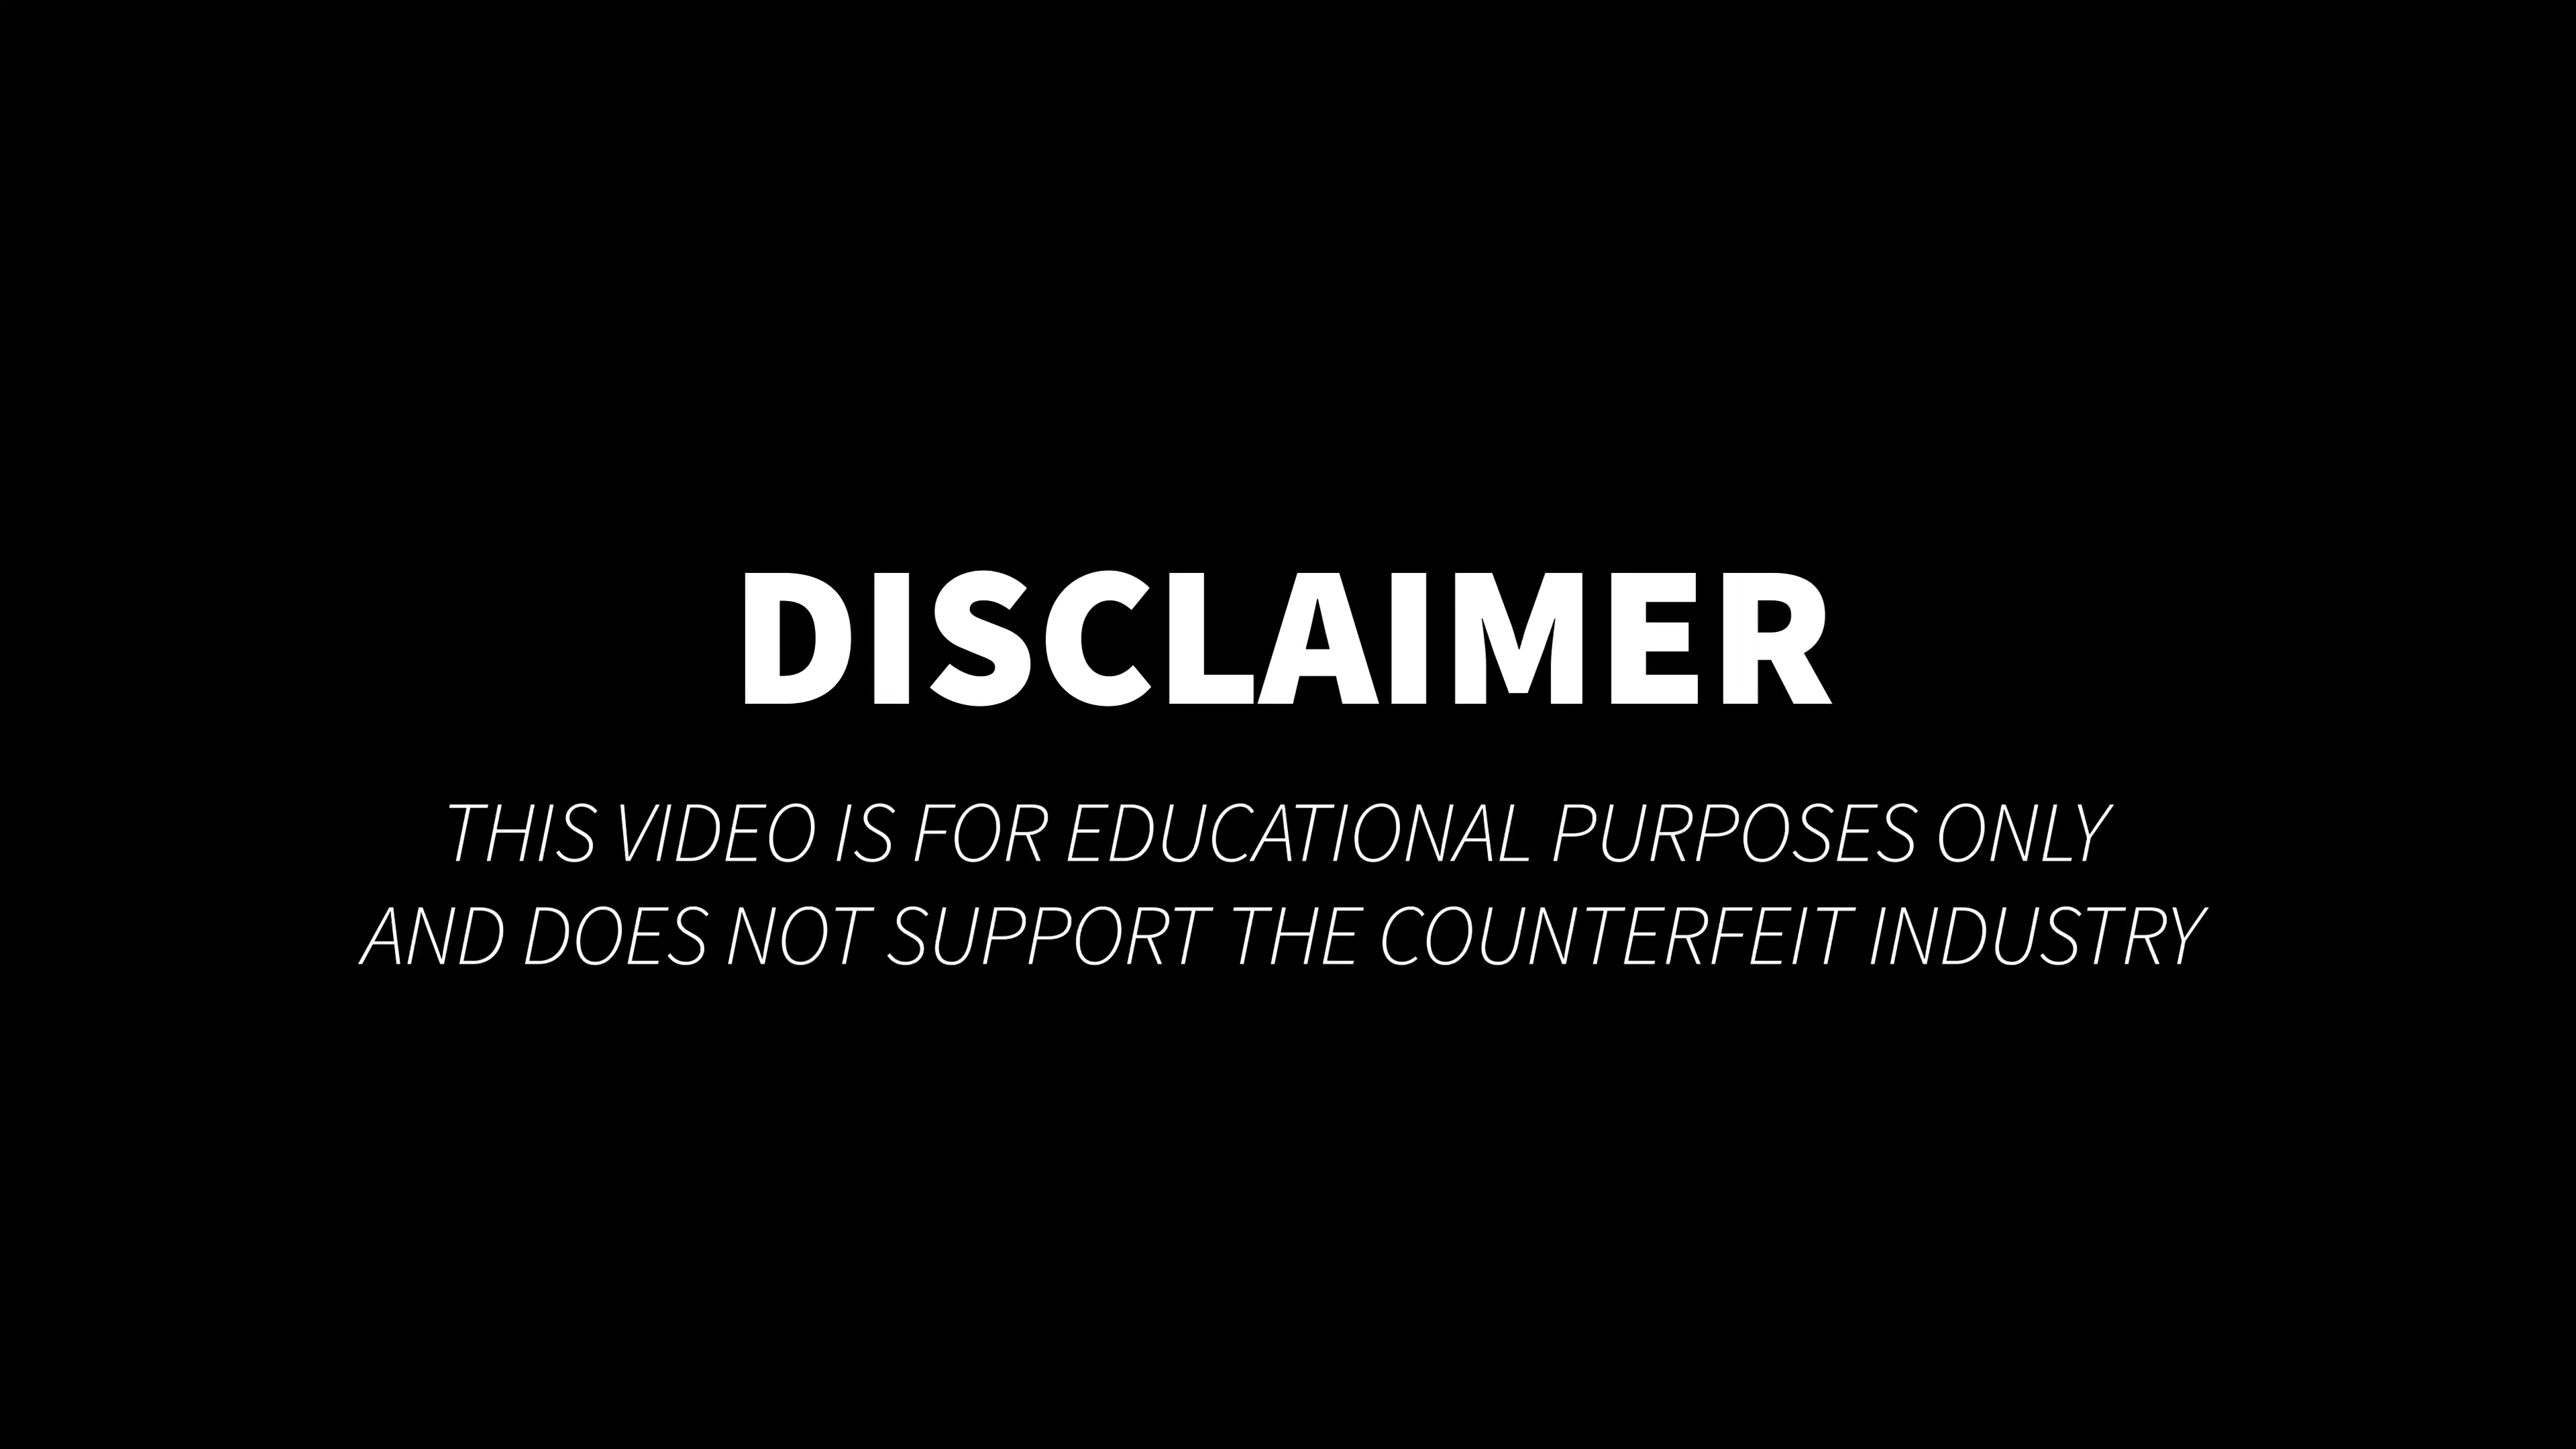 DISCLAIMER
THIS VIDEO IS FOR EDUCATIONAL PURPOSES ONLY
AND DOES NOT SUPPORT THE COUNTERFEIT INDUSTRY